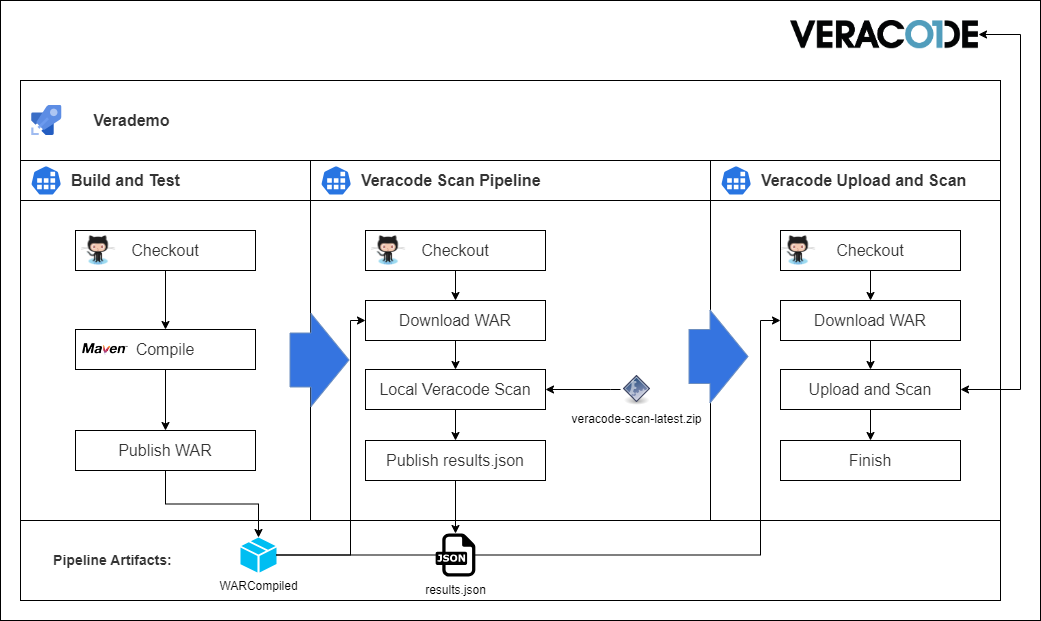 VERACODE
Verademo
Build and Test
Veracode Scan Pipeline
Veracode Upload and Scan
Checkout
Checkout
Checkout
Download WAR
Download WAR
Maven Compile
Local Veracode Scan
Upload and Scan
veracode-scan-latest.zip
Publish WAR
Publish results.json
Finish
Pipeline Artifacts:
JSON
WARCompiled
results.json